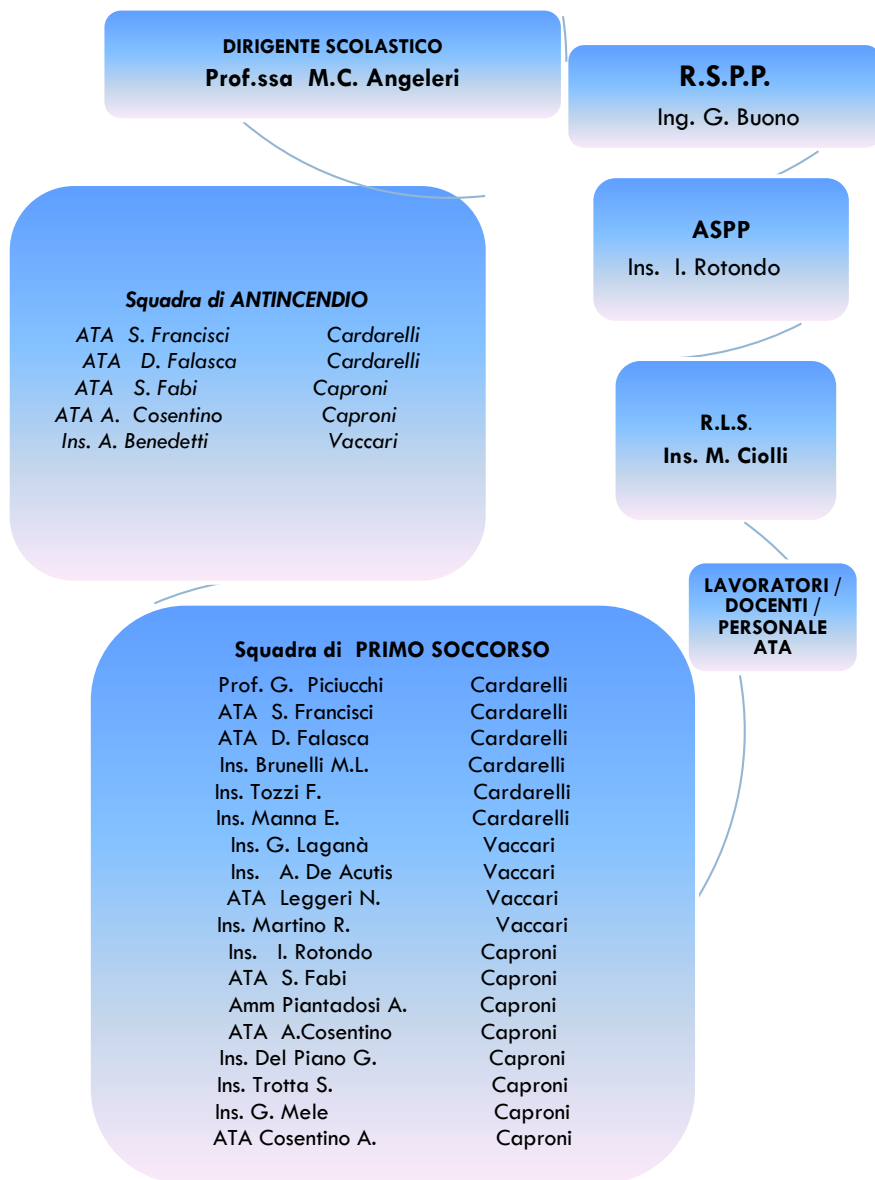 DIRIGENTE SCOLASTICO
Prof.ssa M.C. Angeleri
R.S.P.P.
Ing. G. Buono
ASPP
Ins. I. Rotondo
R.L.S.
Ins. M. Ciolli
LAVORATORI /
DOCENTI /
PERSONALE
ATA
Squadra di ANTINCENDIO
ATA S. Francisci Cardarelli
ATA D. Falasca Cardarelli
ATA S. Fabi Caproni
ATA A. Cosentino Caproni
Ins. A. Benedetti Vaccari
Squadra di PRIMO SOCCORSO
Prof. G. Piciucchi Cardarelli
ATA S. Francisci Cardarelli
ATA D. Falasca Cardarelli
Ins. Brunelli M.L. Cardarelli
Ins. Tozzi F. Cardarelli
Ins. Manna E. Cardarelli
Ins. G. Laganà Vaccari
Ins. A. De Acutis Vaccari
ATA Leggeri N. Vaccari
Ins. Martino R. Vaccari
Ins. I. Rotondo Caproni
ATA S. Fabi Caproni
Amm Piantadosi A. Caproni
ATA A.Cosentino Caproni
Ins. Del Piano G. Caproni
Ins. Trotta S. Caproni
Ins. G. Mele Caproni
ATA Cosentino A. Caproni